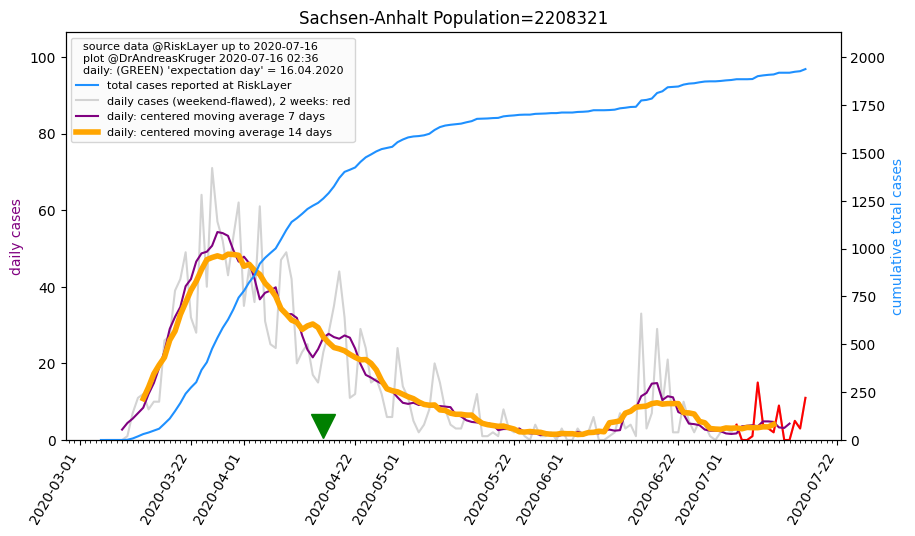 Sachsen-Anhalt Population=2208321
source data @RiskLayer up to 2020-07-16
plot @DrAndreasKruger 2020-07-16 02:36
daily: (GREEN) 'expectation day' = 16.04.2020
total cases reported at RiskLayer
daily cases (weekend-flawed), 2 weeks: red
daily: centered moving average 7 days
daily: centered moving average 14 days
daily cases
100
80
60
40
20
0
cumulative total cases
2000
1750
1500
1250
1000
750
500
250
0
2020-03-01
2020-03-22
2020-04-01
2020-04-22
2020-05-01
2020-05-22
2020-06-01
2020-06-22
2020-07-01
2020-07-22